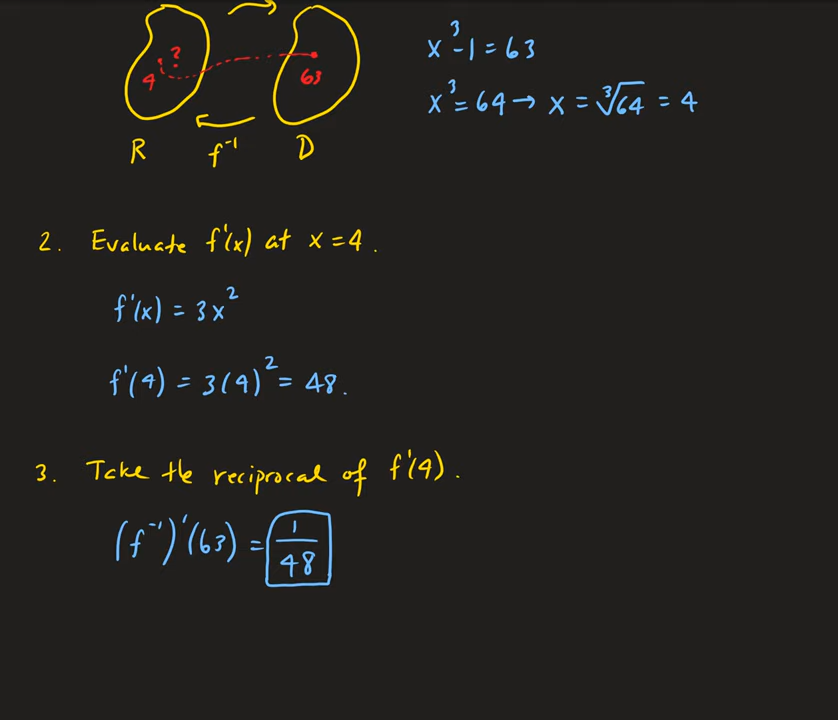 x³ - 1 = 63
?
4
63
x³ = 64 → x = ∛64 = 4
R
f⁻¹
D
2. Evaluate f'(x) at x = 4.
f'(x) = 3x²
f'(4) = 3(4)² = 48.
3. Take the reciprocal of f'(4).
(f⁻¹)'(63) = 1/48